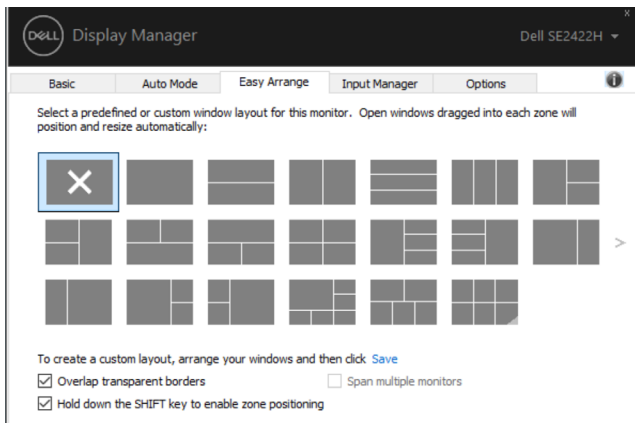 x
DELL Display Manager Dell SE2422H
Basic Auto Mode Easy Arrange Input Manager Options
Select a predefined or custom window layout for this monitor. Open windows dragged into each zone will
position and resize automatically:
To create a custom layout, arrange your windows and then click Save
Overlap transparent borders Span multiple monitors
Hold down the SHIFT key to enable zone positioning